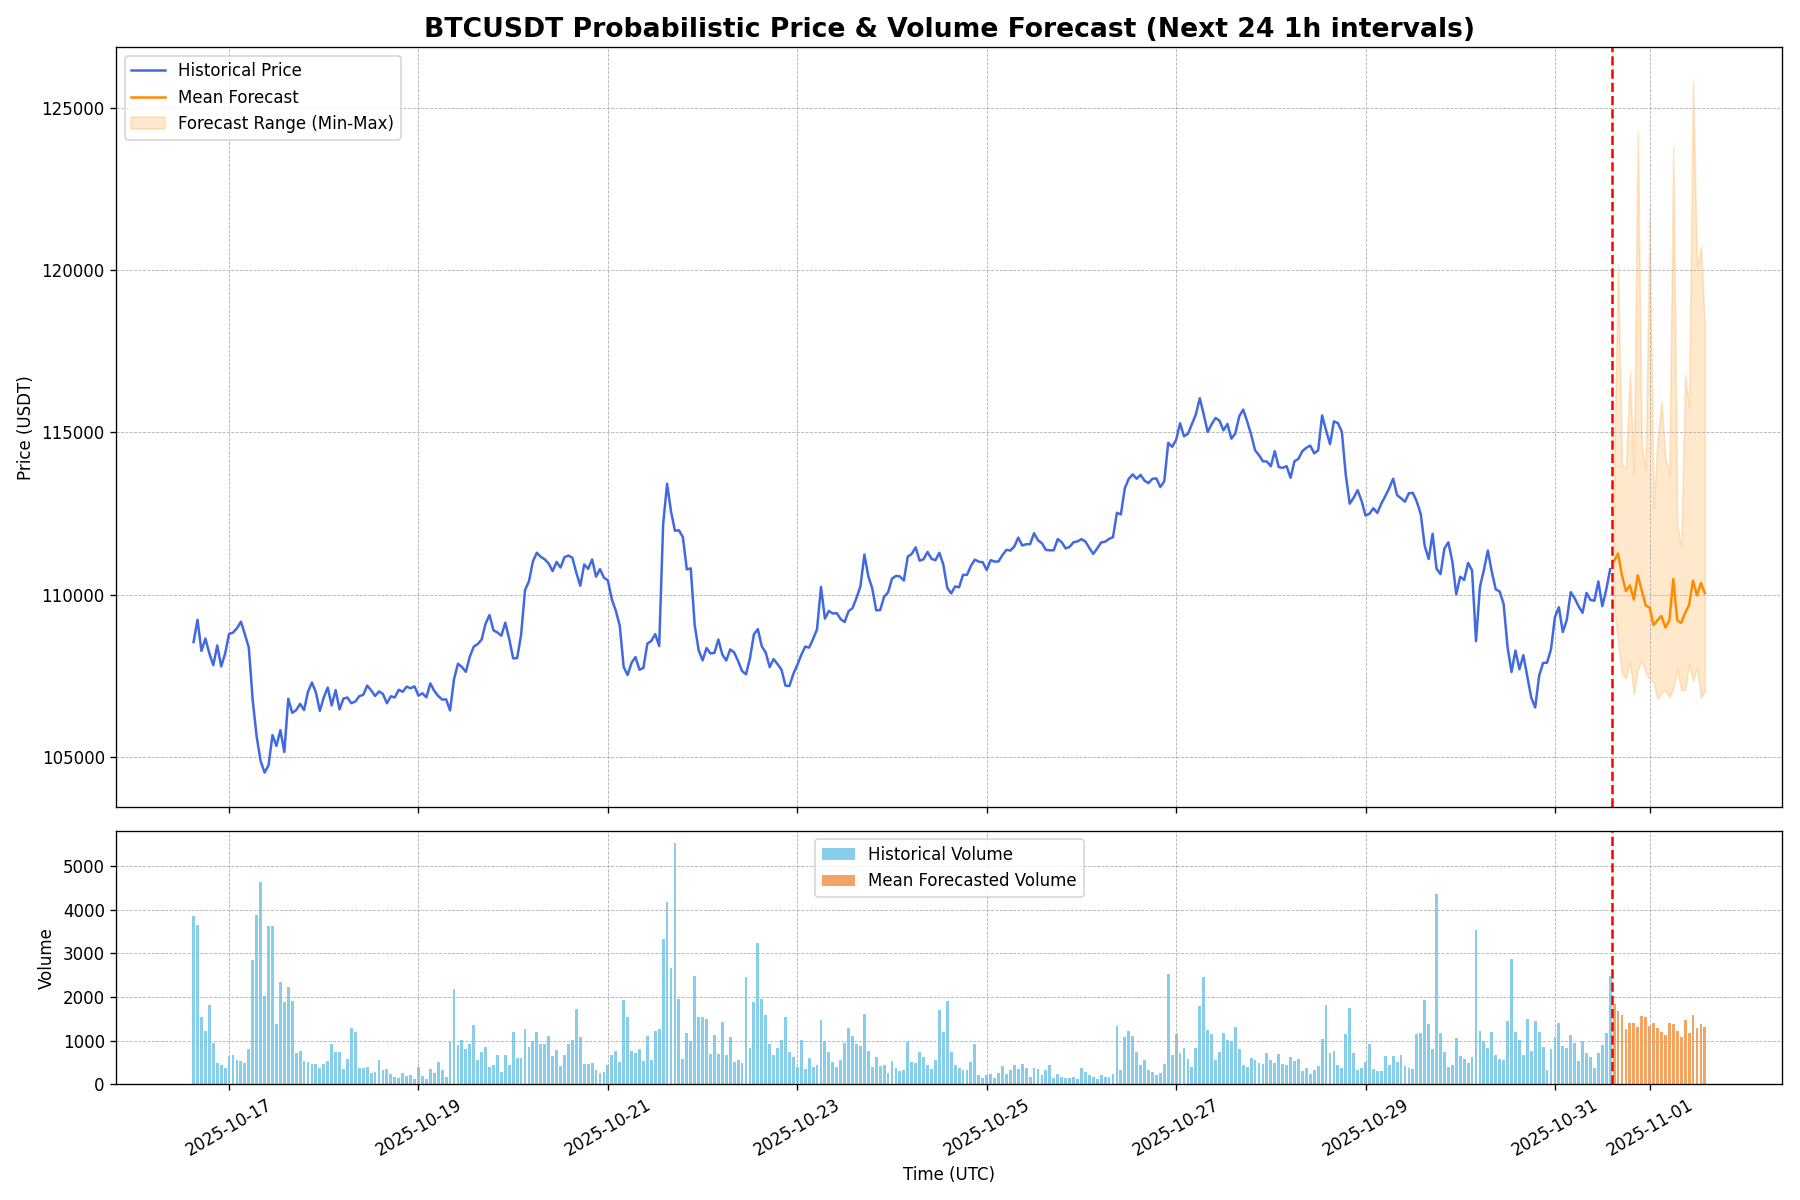 BTCUSDT Probabilistic Price & Volume Forecast (Next 24 1h intervals)
Historical Price
Mean Forecast
Forecast Range (Min-Max)
125000
120000
115000
110000
105000
Price (USDT)
Historical Volume
Mean Forecasted Volume
5000
4000
3000
2000
1000
0
Volume
2025-10-17
2025-10-19
2025-10-21
2025-10-23
2025-10-25
2025-10-27
2025-10-29
2025-10-31
2025-11-01
Time (UTC)